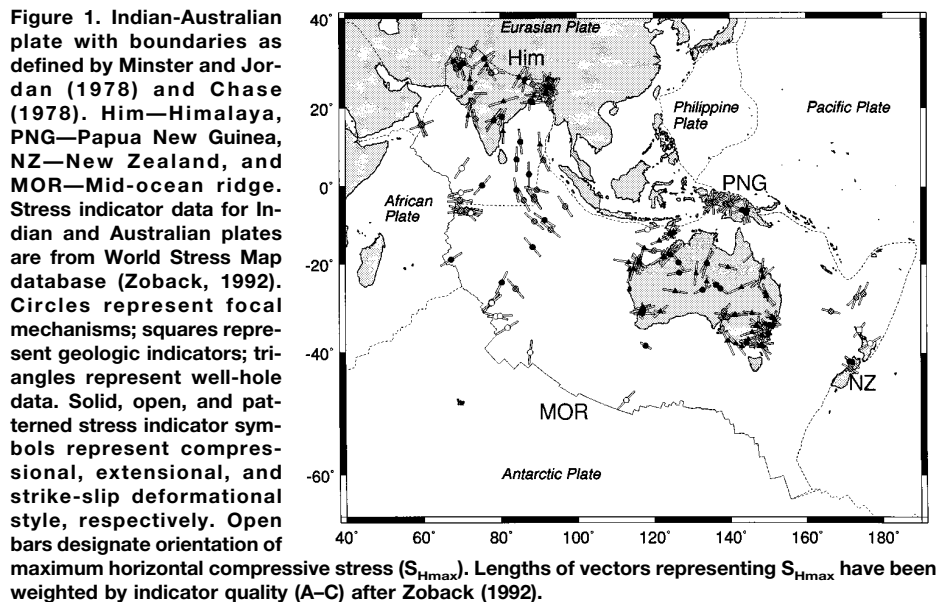 Figure 1. Indian-Australian
plate with boundaries as
defined by Minster and Jor-
dan (1978) and Chase
(1978). Him—Himalaya,
PNG—Papua New Guinea,
NZ—New Zealand, and
MOR—Mid-ocean ridge.
Stress indicator data for In-
dian and Australian plates
are from World Stress Map
database (Zoback, 1992).
Circles represent focal
mechanisms; squares repre-
sent geologic indicators; tri-
angles represent well-hole
data. Solid, open, and pat-
terned stress indicator sym-
bols represent compres-
sional, extensional, and
strike-slip deformational
style, respectively. Open
bars designate orientation of
maximum horizontal compressive stress (SHmax). Lengths of vectors representing SHmax have been
weighted by indicator quality (A–C) after Zoback (1992).
40°
20°
0°
-20°
-40°
-60°
Eurasian Plate
Him
Philippine
Plate
Pacific Plate
PNG
African
Plate
NZ
MOR
Antarctic Plate
40° 60° 80° 100° 120° 140° 160° 180°